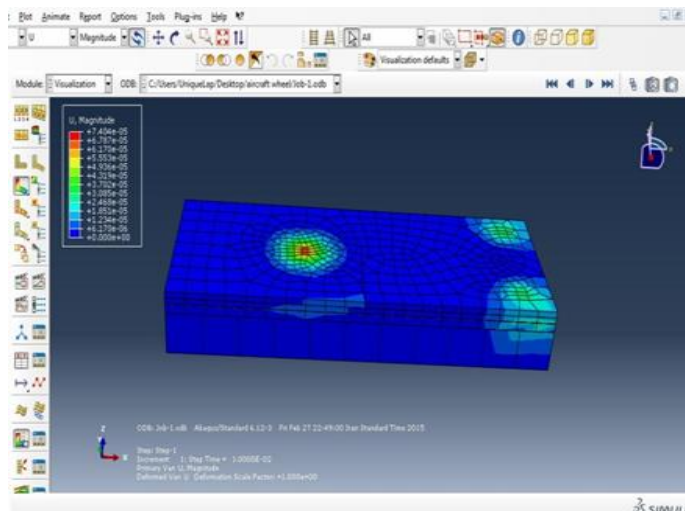 Plot Animate Report Options Tools Plug-ins Help
U Magnitude All
Visualization defaults
Module: Visualization ODB: C:/Users/UniqueLap/Desktop/aircraft wheel/Job-1.odb
U, Magnitude
+7.404e-05
+6.787e-05
+6.170e-05
+5.553e-05
+4.936e-05
+4.319e-05
+3.702e-05
+3.085e-05
+2.468e-05
+1.851e-05
+1.234e-05
+6.170e-06
+0.000e+00
Z
Y
X
ODB: Job-1.odb Abaqus/Standard 6.12-3 Fri Feb 27 22:49:00 Iran Standard Time 2015
Step: Step-1
Increment 1: Step Time = 1.0000E-02
Primary Var: U, Magnitude
Deformed Var: U Deformation Scale Factor: +1.000e+00